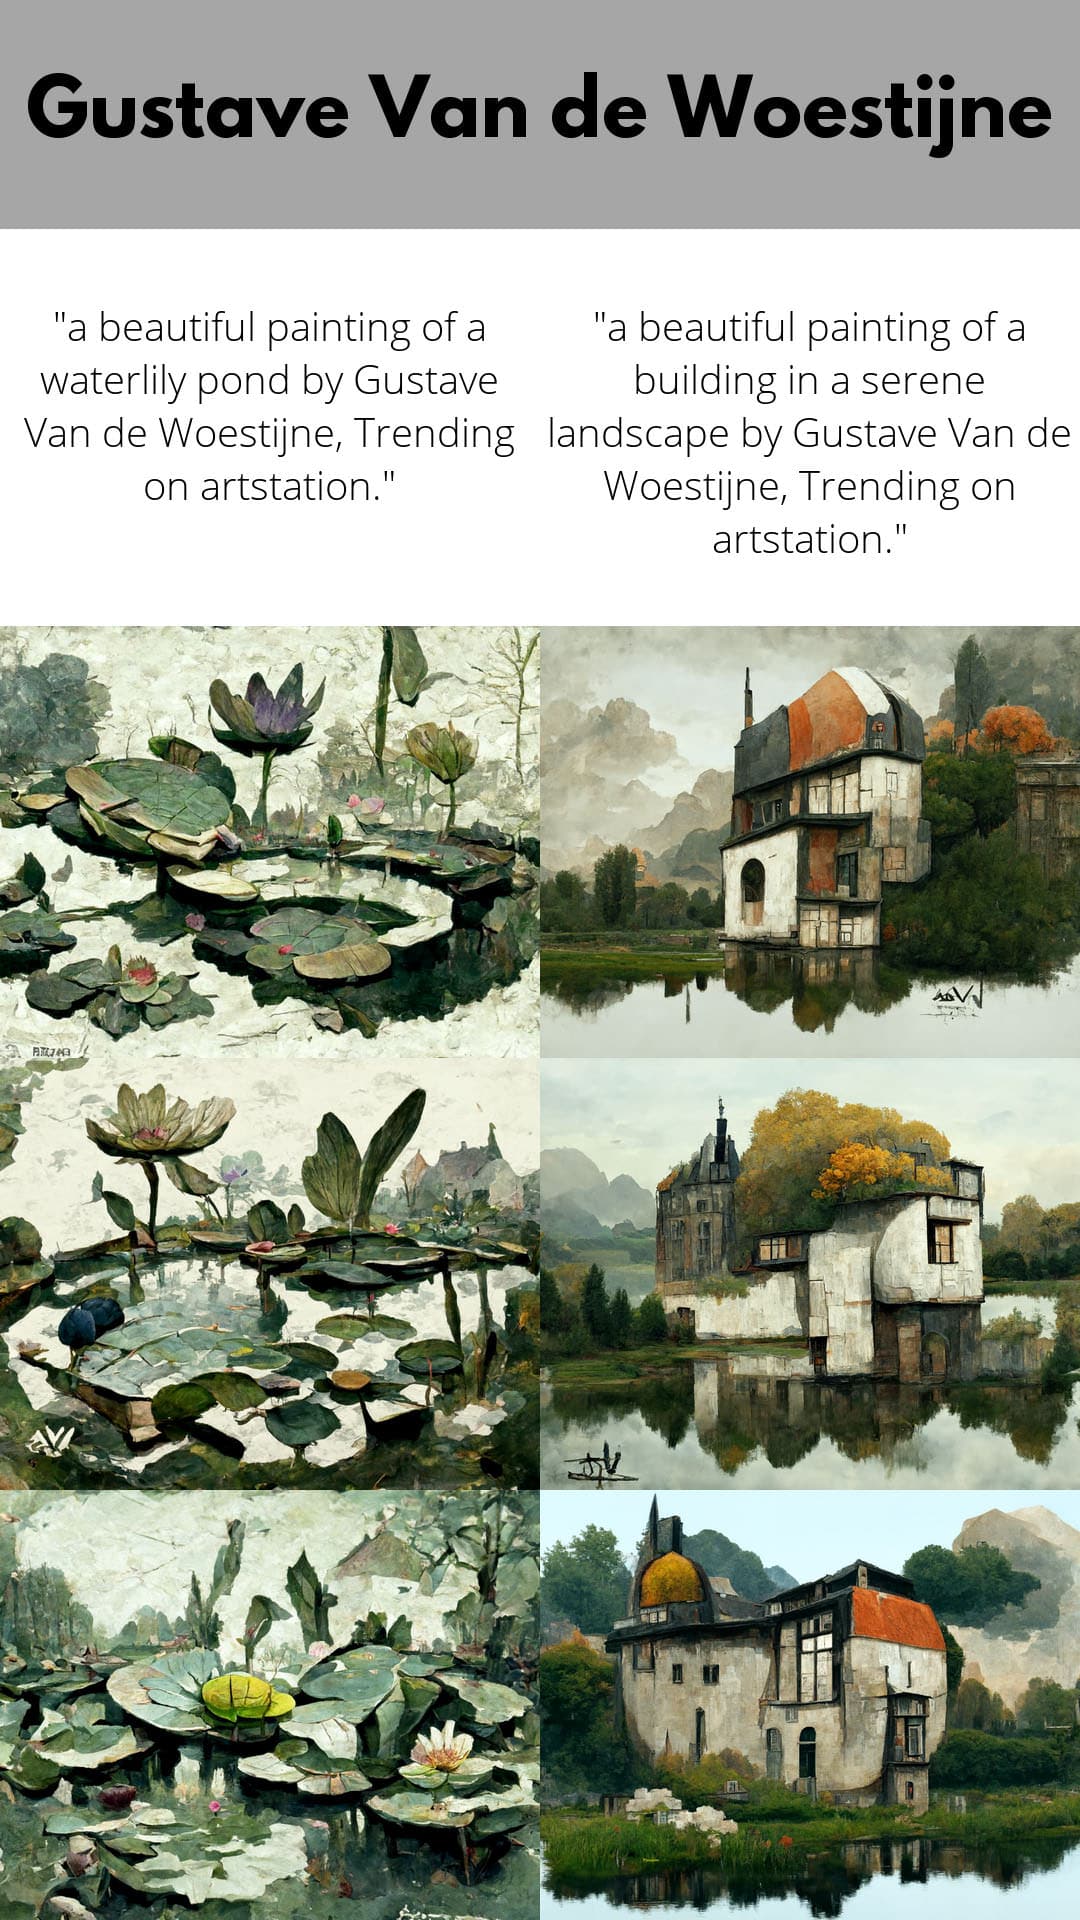 Gustave Van de Woestijne
"a beautiful painting of a
waterlily pond by Gustave
Van de Woestijne, Trending
on artstation."
"a beautiful painting of a
building in a serene
landscape by Gustave Van de
Woestijne, Trending on
artstation."